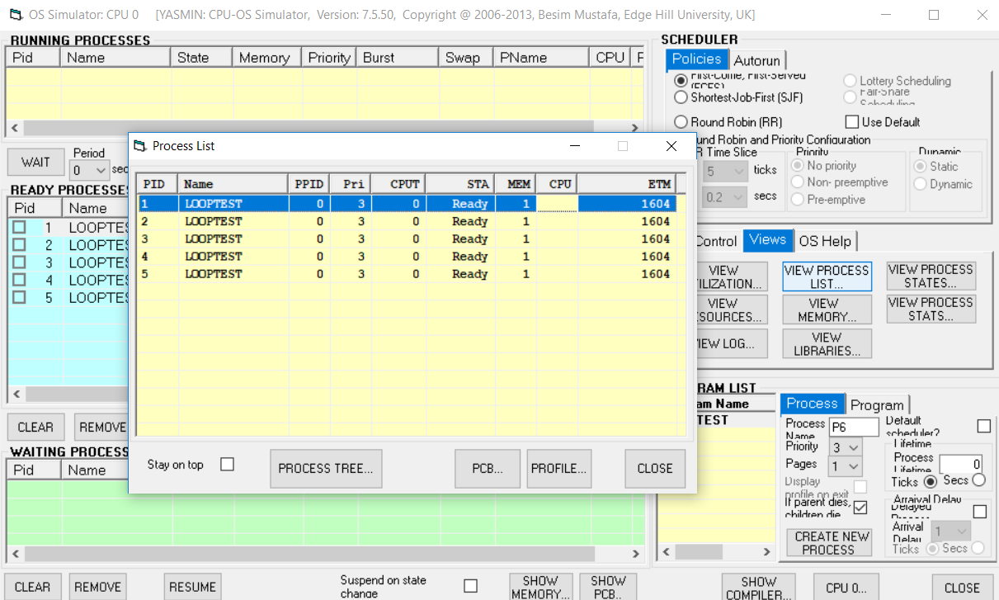 OS Simulator: CPU 0 [YASMIN: CPU-OS Simulator, Version: 7.5.50, Copyright @ 2006-2013, Besim Mustafa, Edge Hill University, UK]
RUNNING PROCESSES
Pid Name State Memory Priority Burst Swap PName CPU
WAIT
Period
0
READY PROCESSES
Pid Name
1 LOOPTES
2 LOOPTES
3 LOOPTES
4 LOOPTES
5 LOOPTES
CLEAR REMOVE
WAITING PROCESS
Pid Name
CLEAR REMOVE RESUME
Suspend on state
change
SHOW
MEMORY...
SHOW
PCB..
Process List
PID Name PPID Pri CPUT STA MEM CPU ETM
1 LOOPTEST 0 3 0 Ready 1 1604
2 LOOPTEST 0 3 0 Ready 1 1604
3 LOOPTEST 0 3 0 Ready 1 1604
4 LOOPTEST 0 3 0 Ready 1 1604
5 LOOPTEST 0 3 0 Ready 1 1604
Stay on top
PROCESS TREE...
PCB...
PROFILE...
CLOSE
SCHEDULER
Policies Autorun
First-Come, First-Served
(FCFS)
Lottery Scheduling
Shortest-Job-First (SJF)
Fair-Share
Scheduling
Round Robin (RR)
Use Default
und Robin and Priority Configuration
R Time Slice
5 ticks
0.2 secs
Priority
No priority
Non- preemptive
Pre-emptive
Dynamic
Static
Dynamic
Control Views OS Help
VIEW
ILIZATION...
VIEW PROCESS
LIST...
VIEW PROCESS
STATES...
VIEW
SOURCES...
VIEW
MEMORY...
VIEW PROCESS
STATS...
IEW LOG...
VIEW
LIBRARIES...
RAM LIST
am Name
TEST
Process Program
Process
Name
P6
Priority 3
Pages 1
Display
profile on exit
If parent dies,
children die
CREATE NEW
PROCESS
Default
scheduler?
Lifetime
Process
Lifetime
0
Ticks Secs
Arraival Delay
Delayed
Process
Arrival
Delay
1
Ticks Secs
SHOW
COMPILER...
CPU 0...
CLOSE